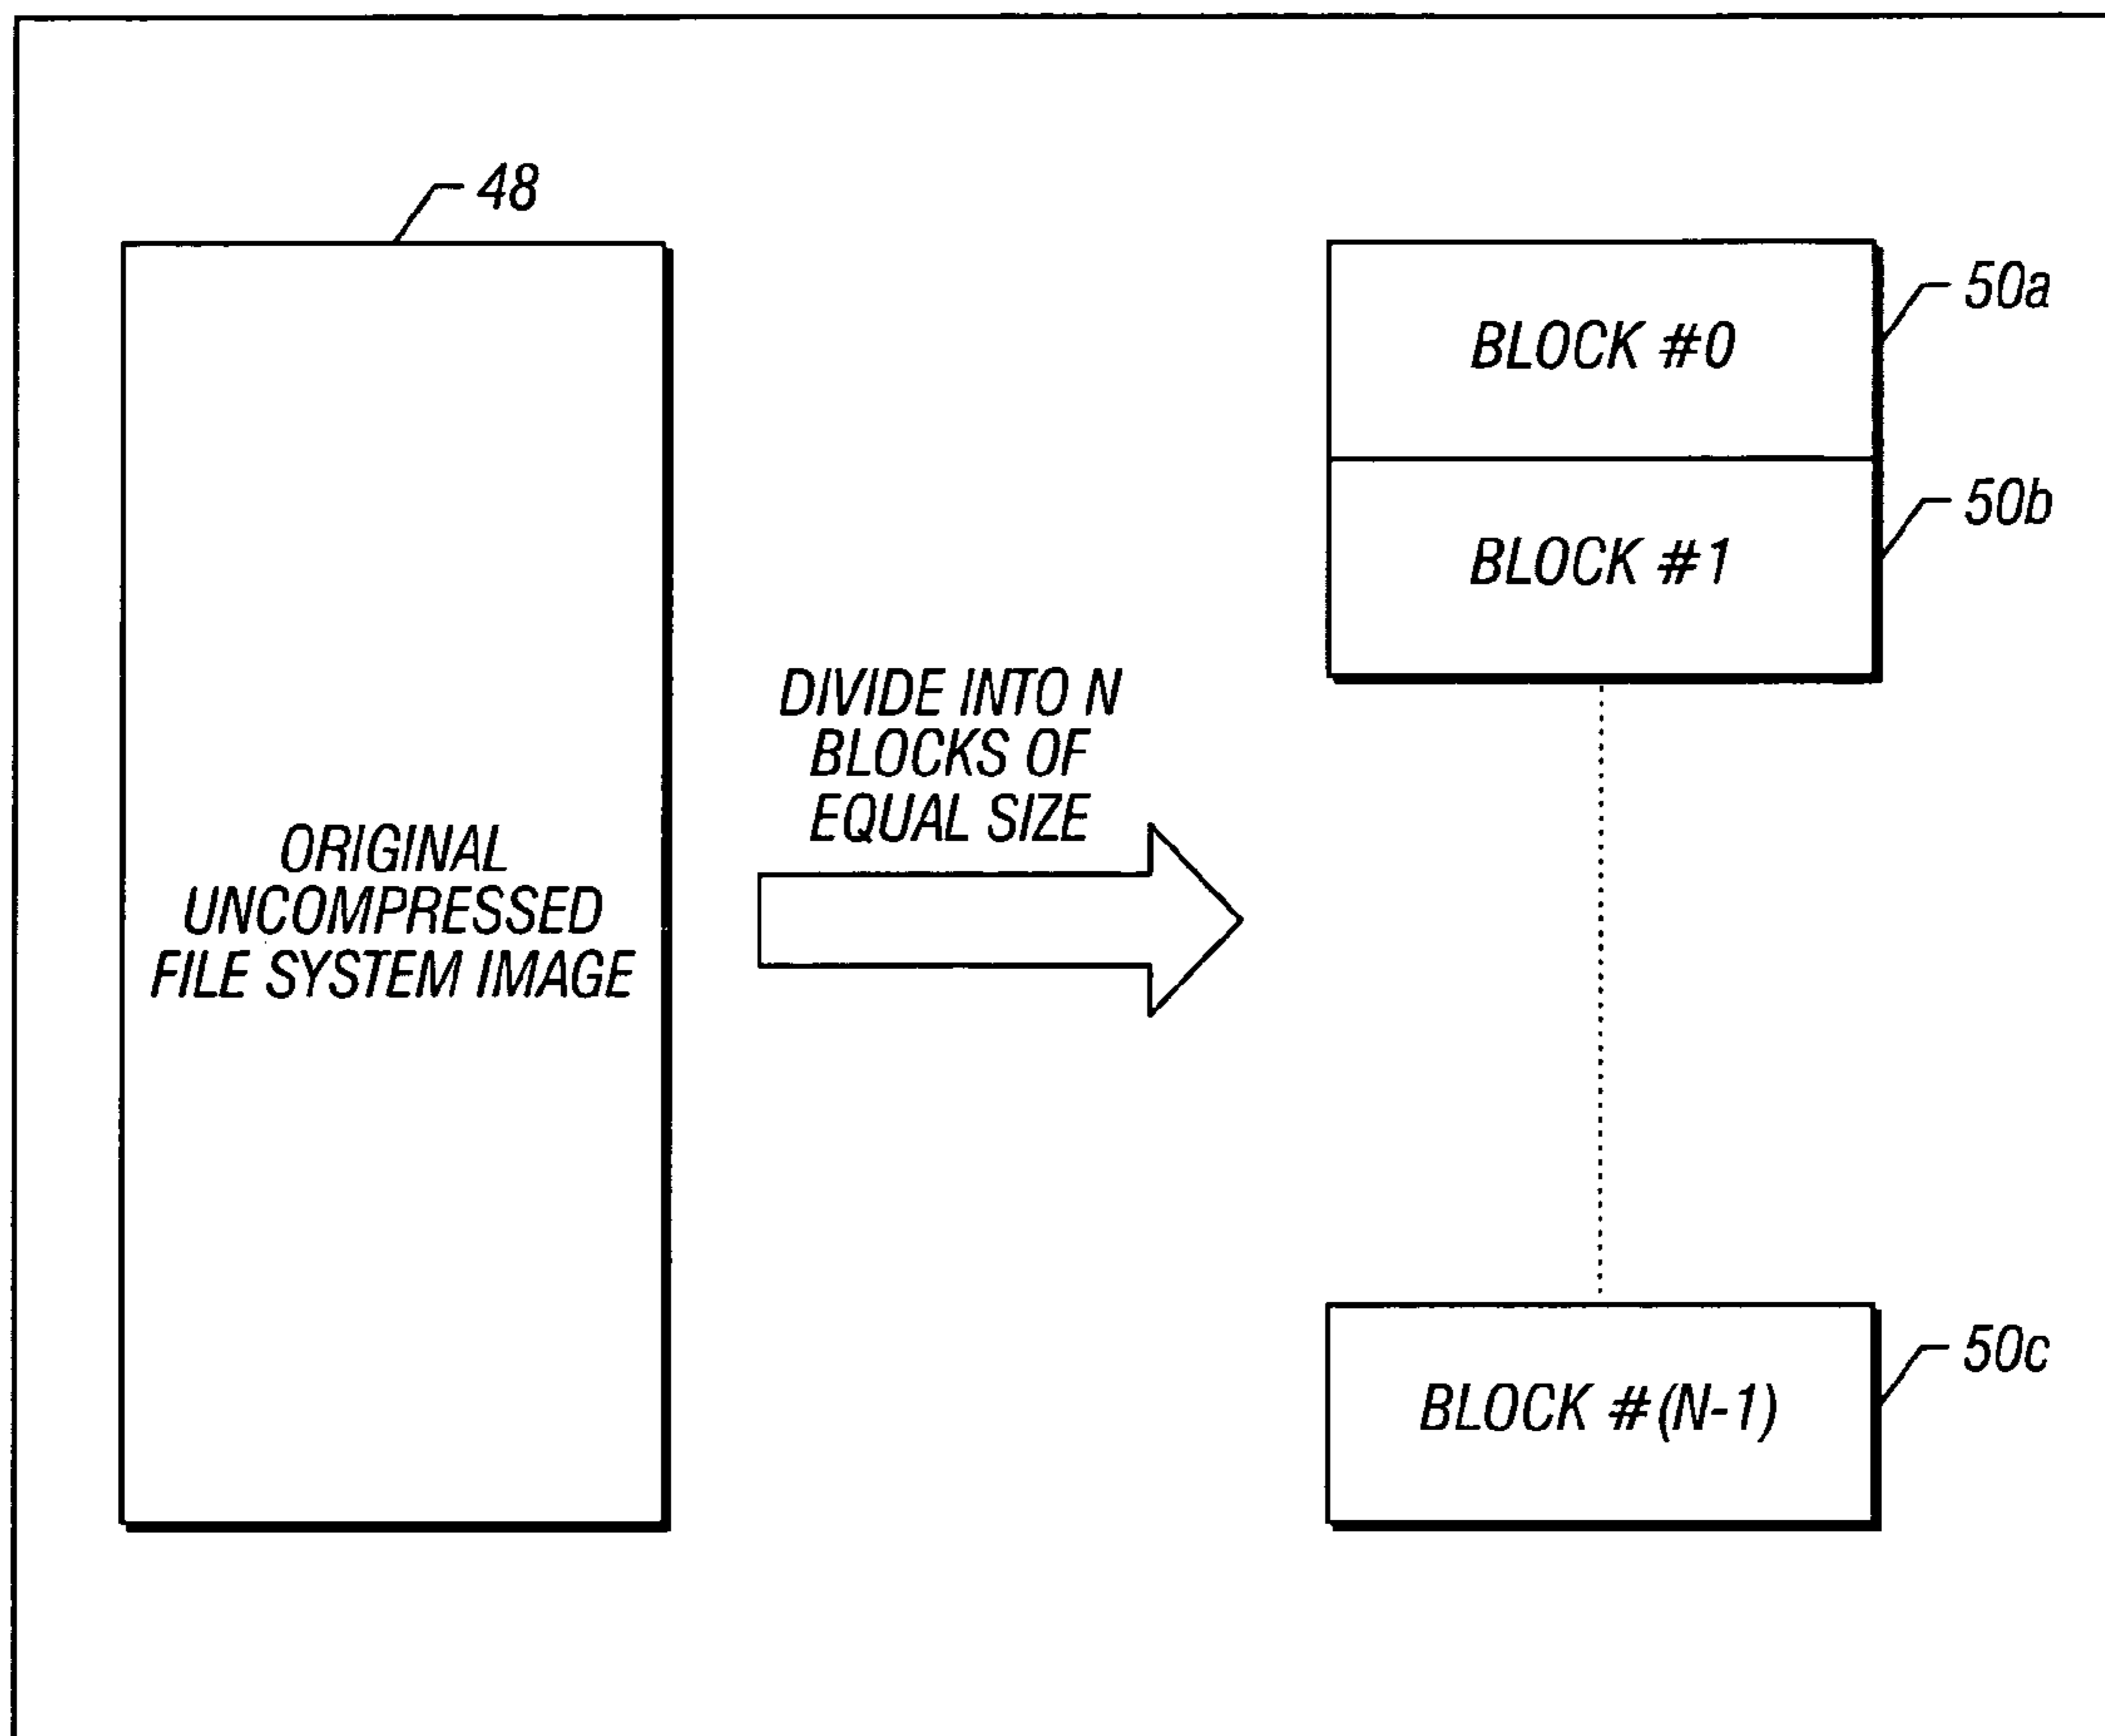 48
ORIGINAL
UNCOMPRESSED
FILE SYSTEM IMAGE
DIVIDE INTO N
BLOCKS OF
EQUAL SIZE
BLOCK #0
50a
BLOCK #1
50b
BLOCK #(N-1)
50c